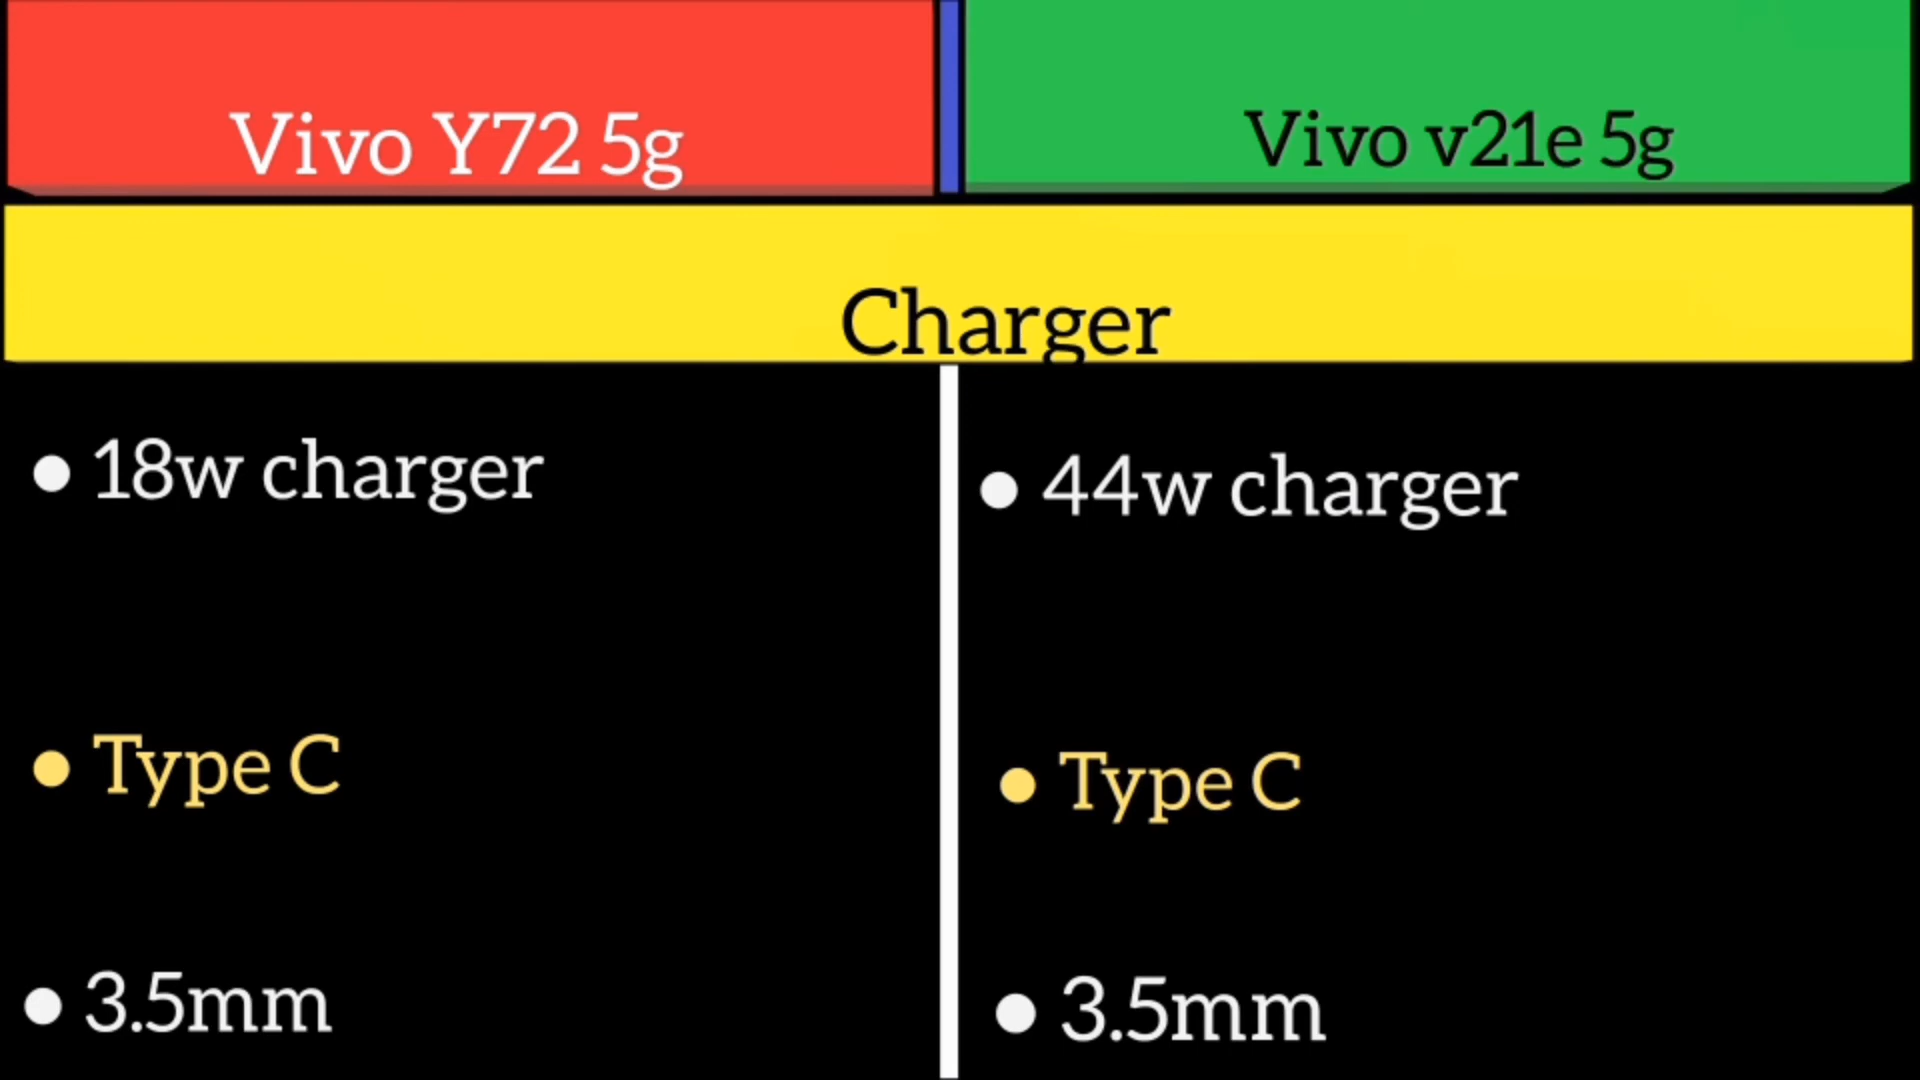 Vivo Y72 5g
Vivo v21e 5g
Charger
• 18w charger
• Type C
• 3.5mm
• 44w charger
• Type C
• 3.5mm